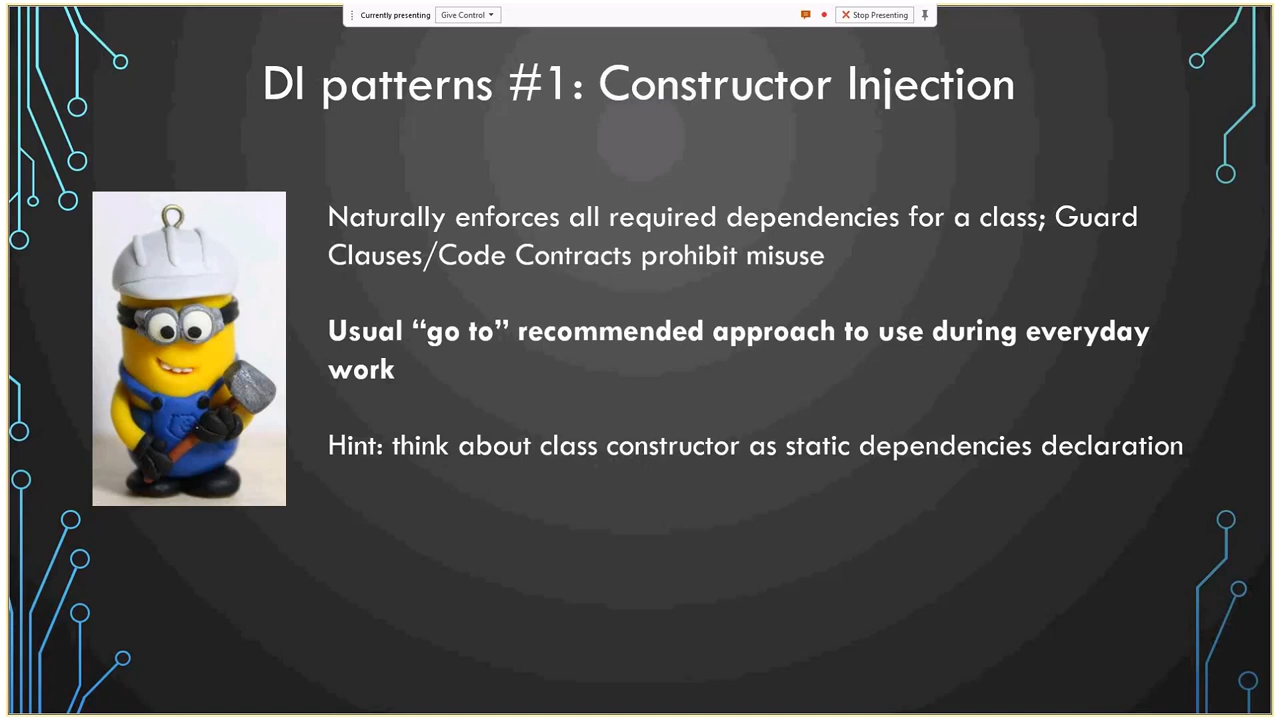 Currently presenting Give Control Stop Presenting
DI patterns #1: Constructor Injection
Naturally enforces all required dependencies for a class; Guard
Clauses/Code Contracts prohibit misuse
Usual “go to” recommended approach to use during everyday
work
Hint: think about class constructor as static dependencies declaration